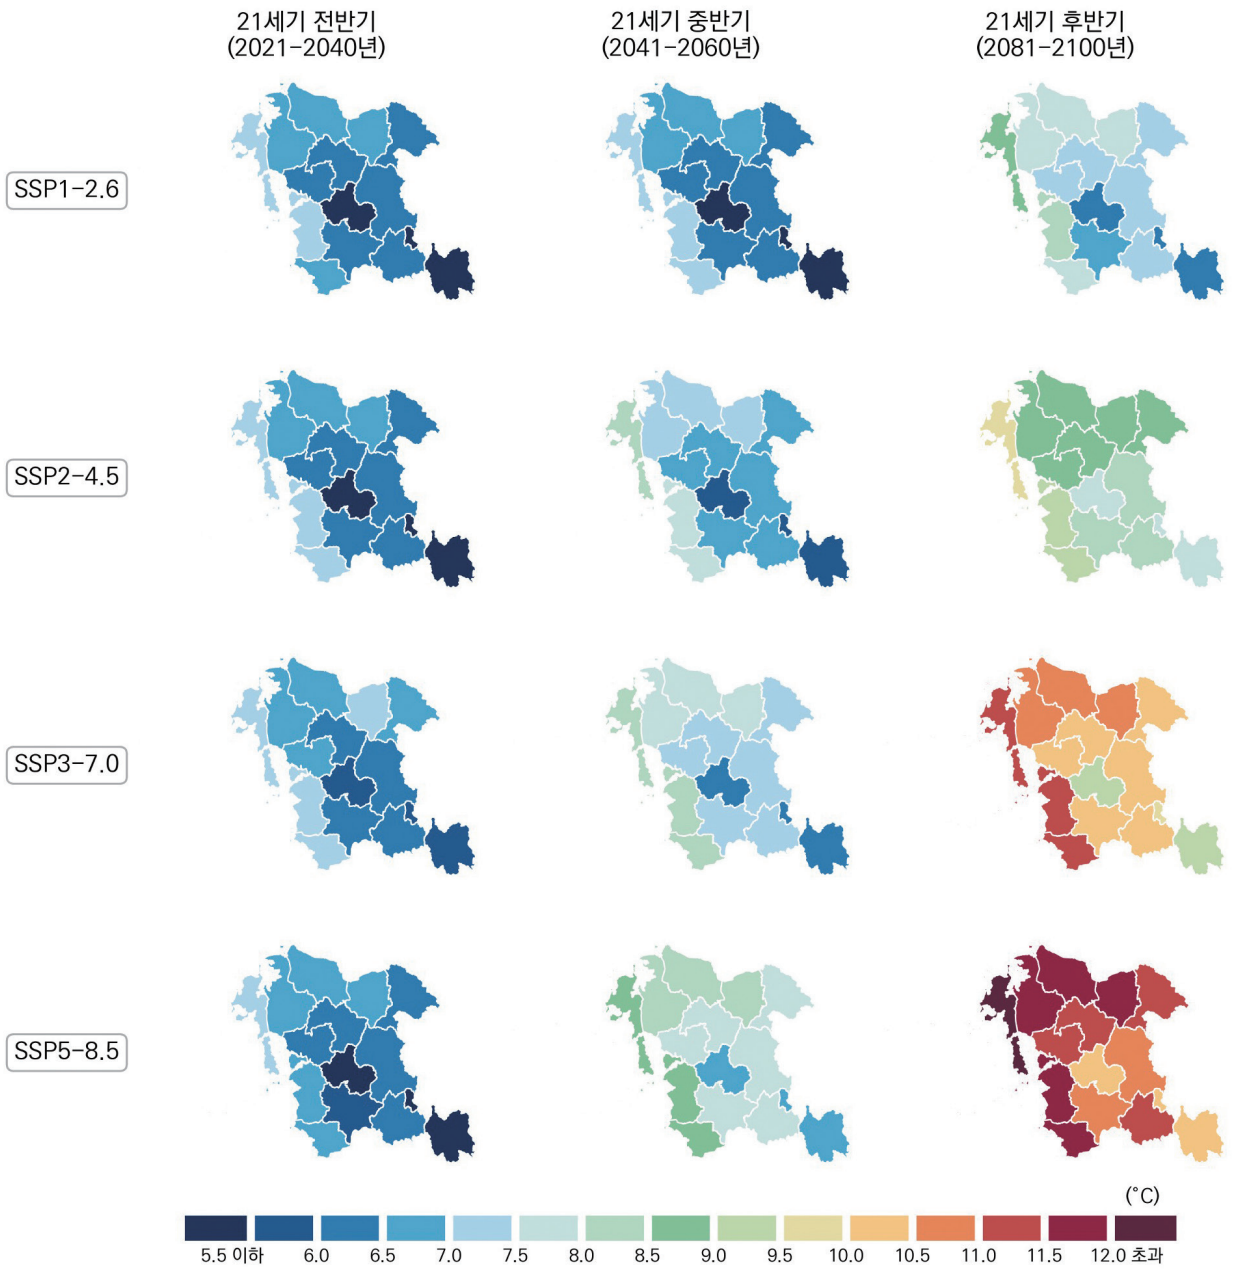 21세기 전반기
(2021-2040년)
21세기 중반기
(2041-2060년)
21세기 후반기
(2081-2100년)
SSP1-2.6
SSP2-4.5
SSP3-7.0
SSP5-8.5
(°C)
5.5 이하 6.0 6.5 7.0 7.5 8.0 8.5 9.0 9.5 10.0 10.5 11.0 11.5 12.0 초과